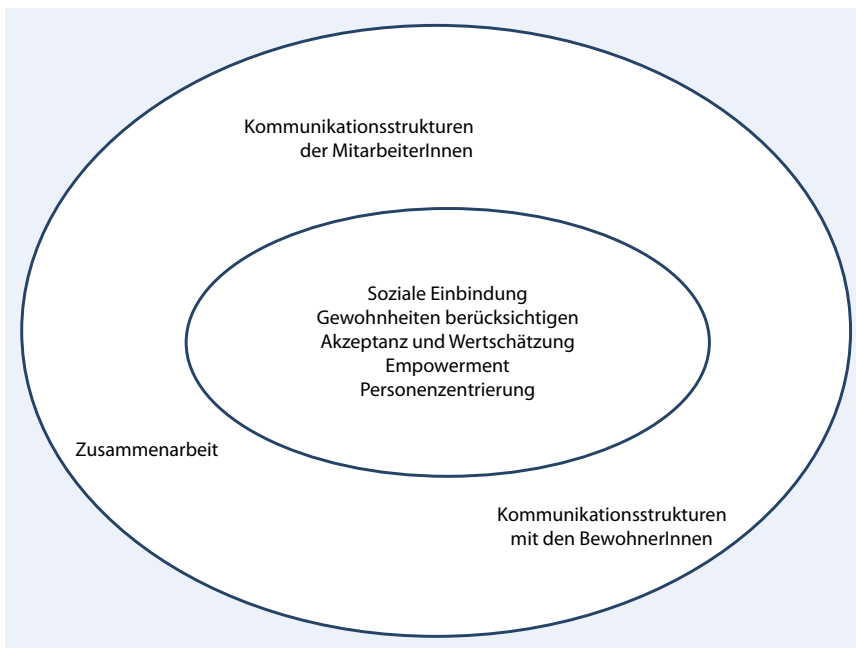 Kommunikationsstrukturen
der MitarbeiterInnen
Soziale Einbindung
Gewohnheiten berücksichtigen
Akzeptanz und Wertschätzung
Empowerment
Personenzentrierung
Zusammenarbeit
Kommunikationsstrukturen
mit den BewohnerInnen